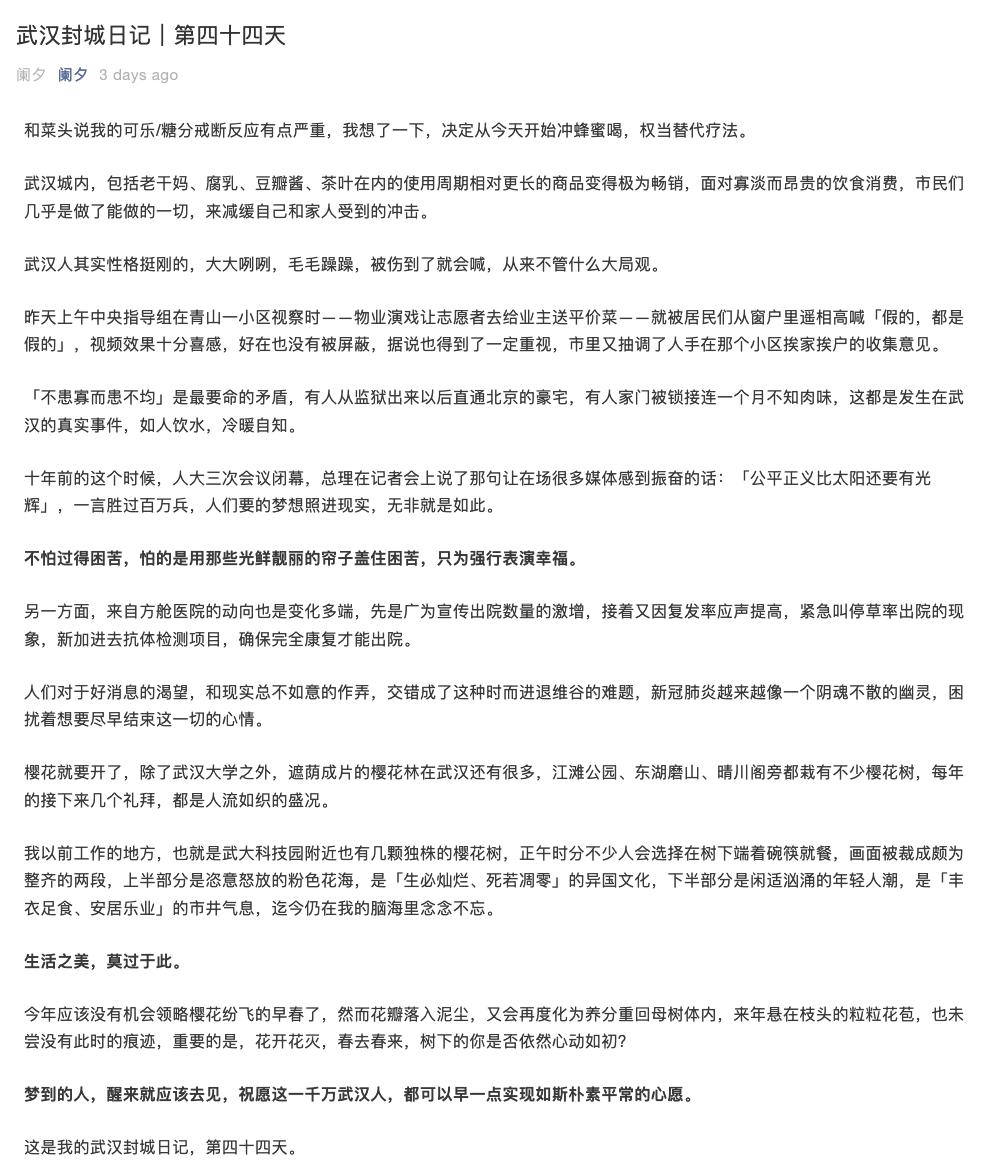 武汉封城日记｜第四十四天
阑夕 阑夕 3 days ago
和菜头说我的可乐/糖分戒断反应有点严重，我想了一下，决定从今天开始冲蜂蜜喝，权当替代疗法。
武汉城内，包括老干妈、腐乳、豆瓣酱、茶叶在内的使用周期相对更长的商品变得极为畅销，面对寡淡而昂贵的饮食消费，市民们
几乎是做了能做的一切，来减缓自己和家人受到的冲击。
武汉人其实性格挺刚的，大大咧咧，毛毛躁躁，被伤到了就会喊，从来不管什么大局观。
昨天上午中央指导组在青山一小区视察时——物业演戏让志愿者去给业主送平价菜——就被居民们从窗户里遥相高喊「假的，都是
假的」，视频效果十分喜感，好在也没有被屏蔽，据说也得到了一定重视，市里又抽调了人手在那个小区挨家挨户的收集意见。
「不患寡而患不均」是最要命的矛盾，有人从监狱出来以后直通北京的豪宅，有人家门被锁接连一个月不知肉味，这都是发生在武
汉的真实事件，如人饮水，冷暖自知。
十年前的这个时候，人大三次会议闭幕，总理在记者会上说了那句让在场很多媒体感到振奋的话：「公平正义比太阳还要有光
辉」，一言胜过百万兵，人们要的梦想照进现实，无非就是如此。
不怕过得困苦，怕的是用那些光鲜靓丽的帘子盖住困苦，只为强行表演幸福。
另一方面，来自方舱医院的动向也是变化多端，先是广为宣传出院数量的激增，接着又因复发率应声提高，紧急叫停草率出院的现
象，新加进去抗体检测项目，确保完全康复才能出院。
人们对于好消息的渴望，和现实总不如意的作弄，交错成了这种时而进退维谷的难题，新冠肺炎越来越像一个阴魂不散的幽灵，困
扰着想要尽早结束这一切的心情。
樱花就要开了，除了武汉大学之外，遮荫成片的樱花林在武汉还有很多，江滩公园、东湖磨山、晴川阁旁都栽有不少樱花树，每年
的接下来几个礼拜，都是人流如织的盛况。
我以前工作的地方，也就是武大科技园附近也有几颗独株的樱花树，正午时分不少人会选择在树下端着碗筷就餐，画面被裁成颇为
整齐的两段，上半部分是恣意怒放的粉色花海，是「生必灿烂、死若凋零」的异国文化，下半部分是闲适汹涌的年轻人潮，是「丰
衣足食、安居乐业」的市井气息，迄今仍在我的脑海里念念不忘。
生活之美，莫过于此。
今年应该没有机会领略樱花纷飞的早春了，然而花瓣落入泥尘，又会再度化为养分重回母树体内，来年悬在枝头的粒粒花苞，也未
尝没有此时的痕迹，重要的是，花开花灭，春去春来，树下的你是否依然心动如初？
梦到的人，醒来就应该去见，祝愿这一千万武汉人，都可以早一点实现如斯朴素平常的心愿。
这是我的武汉封城日记，第四十四天。